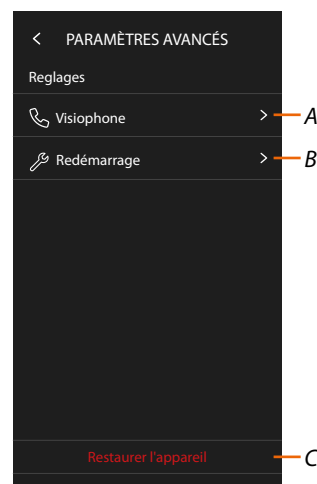 < PARAMÈTRES AVANCÉS
Reglages
Visiophone > A
Redémarrage > B
Restaurer l'appareil C